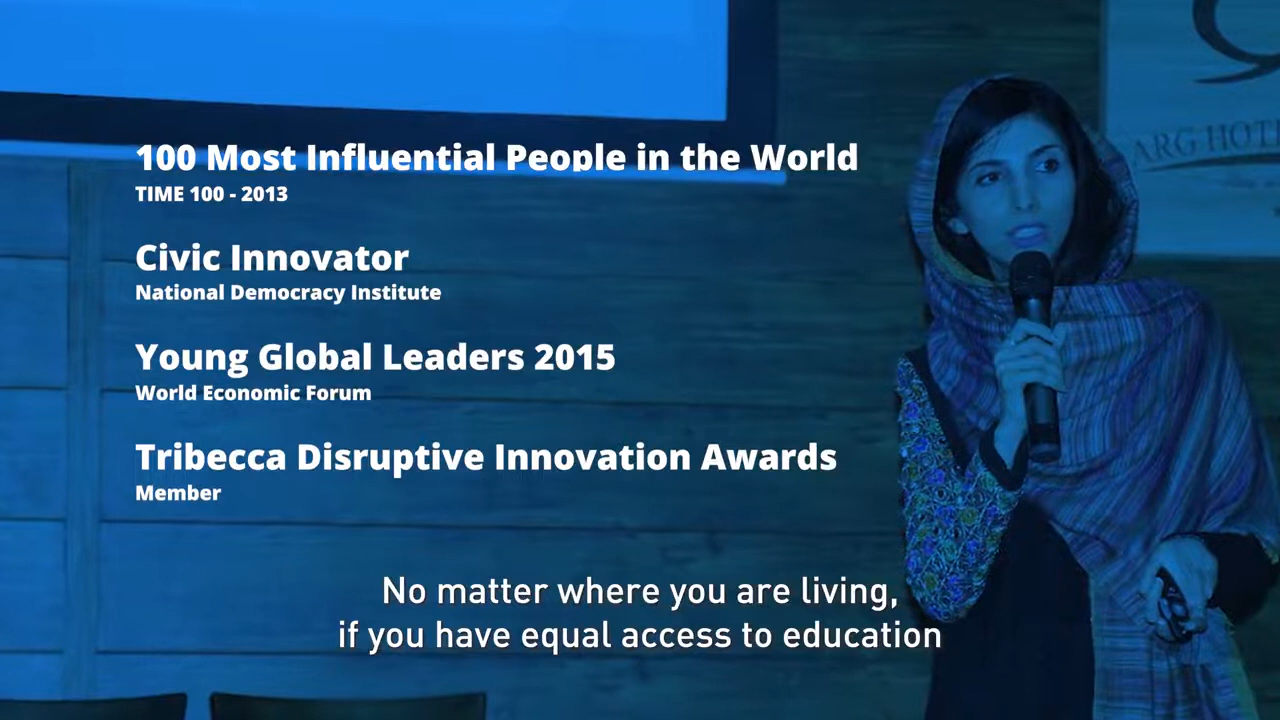 100 Most Influential People in the World
TIME 100 - 2013
Civic Innovator
National Democracy Institute
Young Global Leaders 2015
World Economic Forum
Tribecca Disruptive Innovation Awards
Member
ARG HOTE
No matter where you are living,
if you have equal access to education